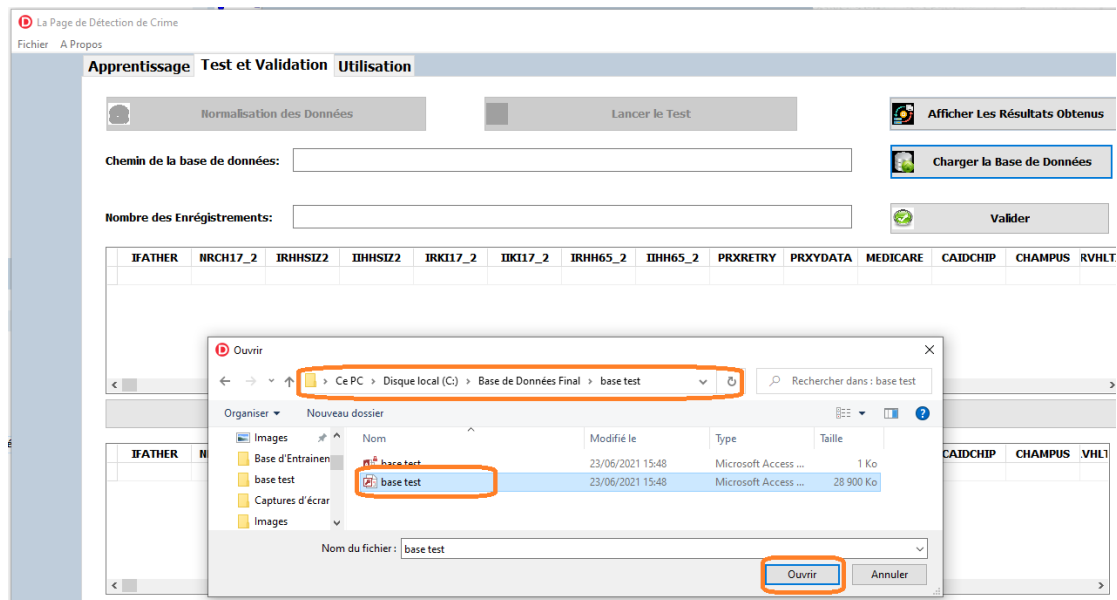 La Page de Détection de Crime
Fichier A Propos
Apprentissage Test et Validation Utilisation
Normalisation des Données Lancer le Test Afficher Les Résultats Obtenus
Chemin de la base de données: Charger la Base de Données
Nombre des Enrégistrements: Valider
IFATHER NRCH17_2 IRHHSIZ2 IIHHSIZ2 IRKI17_2 IIKI17_2 IRHH65_2 IIHH65_2 PRXRETRY PRXYDATA MEDICARE CAIDCHIP CHAMPUS RVHLT
Ouvrir
Ce PC > Disque local (C:) > Base de Données Final > base test Rechercher dans : base test
Organiser Nouveau dossier
Images Nom Modifié le Type Taille
Base d'Entrainen base test 23/06/2021 15:48 Microsoft Access ... 1 Ko
base test base test 23/06/2021 15:48 Microsoft Access ... 28 900 Ko
Captures d'écrar
Images
IFATHER N CAIDCHIP CHAMPUS .VHLT
Nom du fichier : base test
Ouvrir Annuler